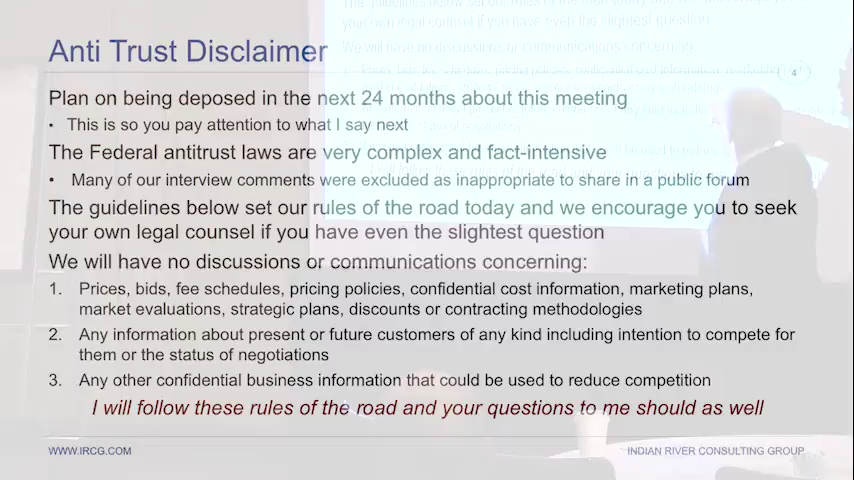 Anti Trust Disclaimer
4
Plan on being deposed in the next 24 months about this meeting
• This is so you pay attention to what I say next
The Federal antitrust laws are very complex and fact-intensive
• Many of our interview comments were excluded as inappropriate to share in a public forum
The guidelines below set our rules of the road today and we encourage you to seek
your own legal counsel if you have even the slightest question
We will have no discussions or communications concerning:
1. Prices, bids, fee schedules, pricing policies, confidential cost information, marketing plans,
market evaluations, strategic plans, discounts or contracting methodologies
2. Any information about present or future customers of any kind including intention to compete for
them or the status of negotiations
3. Any other confidential business information that could be used to reduce competition
I will follow these rules of the road and your questions to me should as well
WWW.IRCG.COM
INDIAN RIVER CONSULTING GROUP